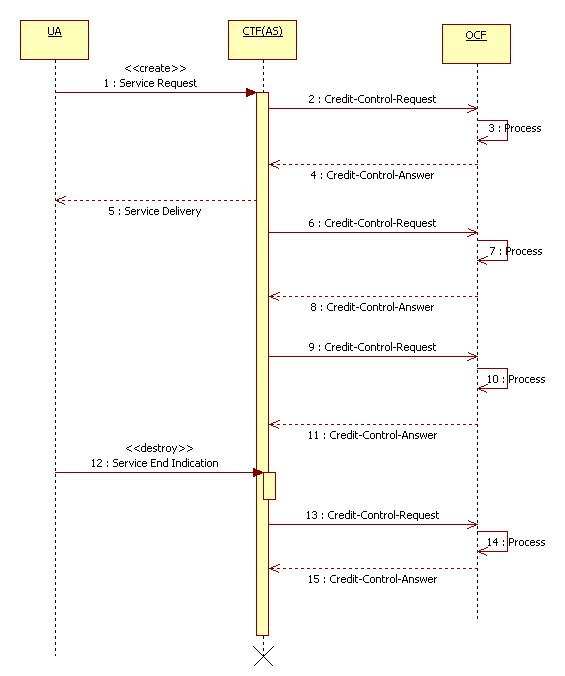 UA
CTF(AS)
OCF
<<create>>
1 : Service Request
2 : Credit-Control-Request
3 : Process
4 : Credit-Control-Answer
5 : Service Delivery
6 : Credit-Control-Request
7 : Process
8 : Credit-Control-Answer
9 : Credit-Control-Request
10 : Process
11 : Credit-Control-Answer
<<destroy>>
12 : Service End Indication
13 : Credit-Control-Request
14 : Process
15 : Credit-Control-Answer